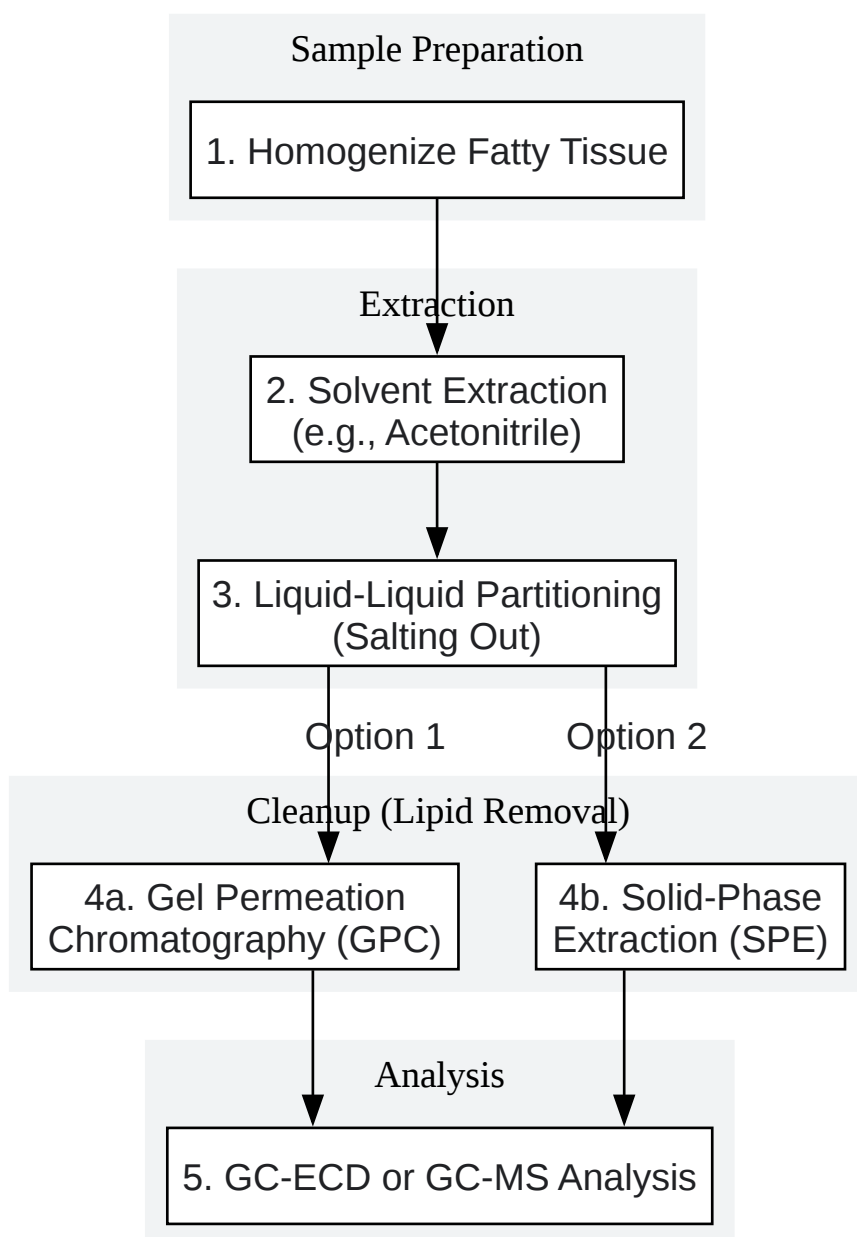 Sample Preparation
1. Homogenize Fatty Tissue
Extraction
2. Solvent Extraction
(e.g., Acetonitrile)
3. Liquid-Liquid Partitioning
(Salting Out)
Option 1
Option 2
Cleanup (Lipid Removal)
4a. Gel Permeation
Chromatography (GPC)
4b. Solid-Phase
Extraction (SPE)
Analysis
5. GC-ECD or GC-MS Analysis